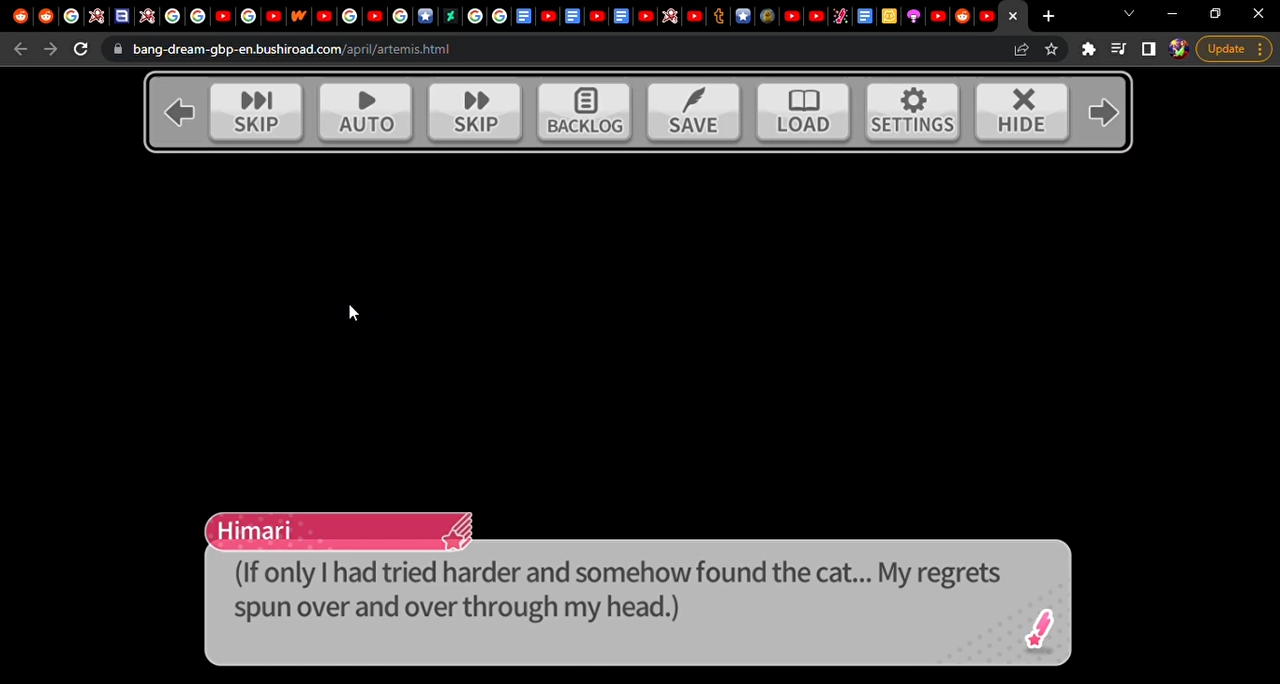 bang-dream-gbp-en.bushiroad.com/april/artemis.html
Update
SKIP
AUTO
SKIP
BACKLOG
SAVE
LOAD
SETTINGS
HIDE
Himari
(If only I had tried harder and somehow found the cat... My regrets
spun over and over through my head.)